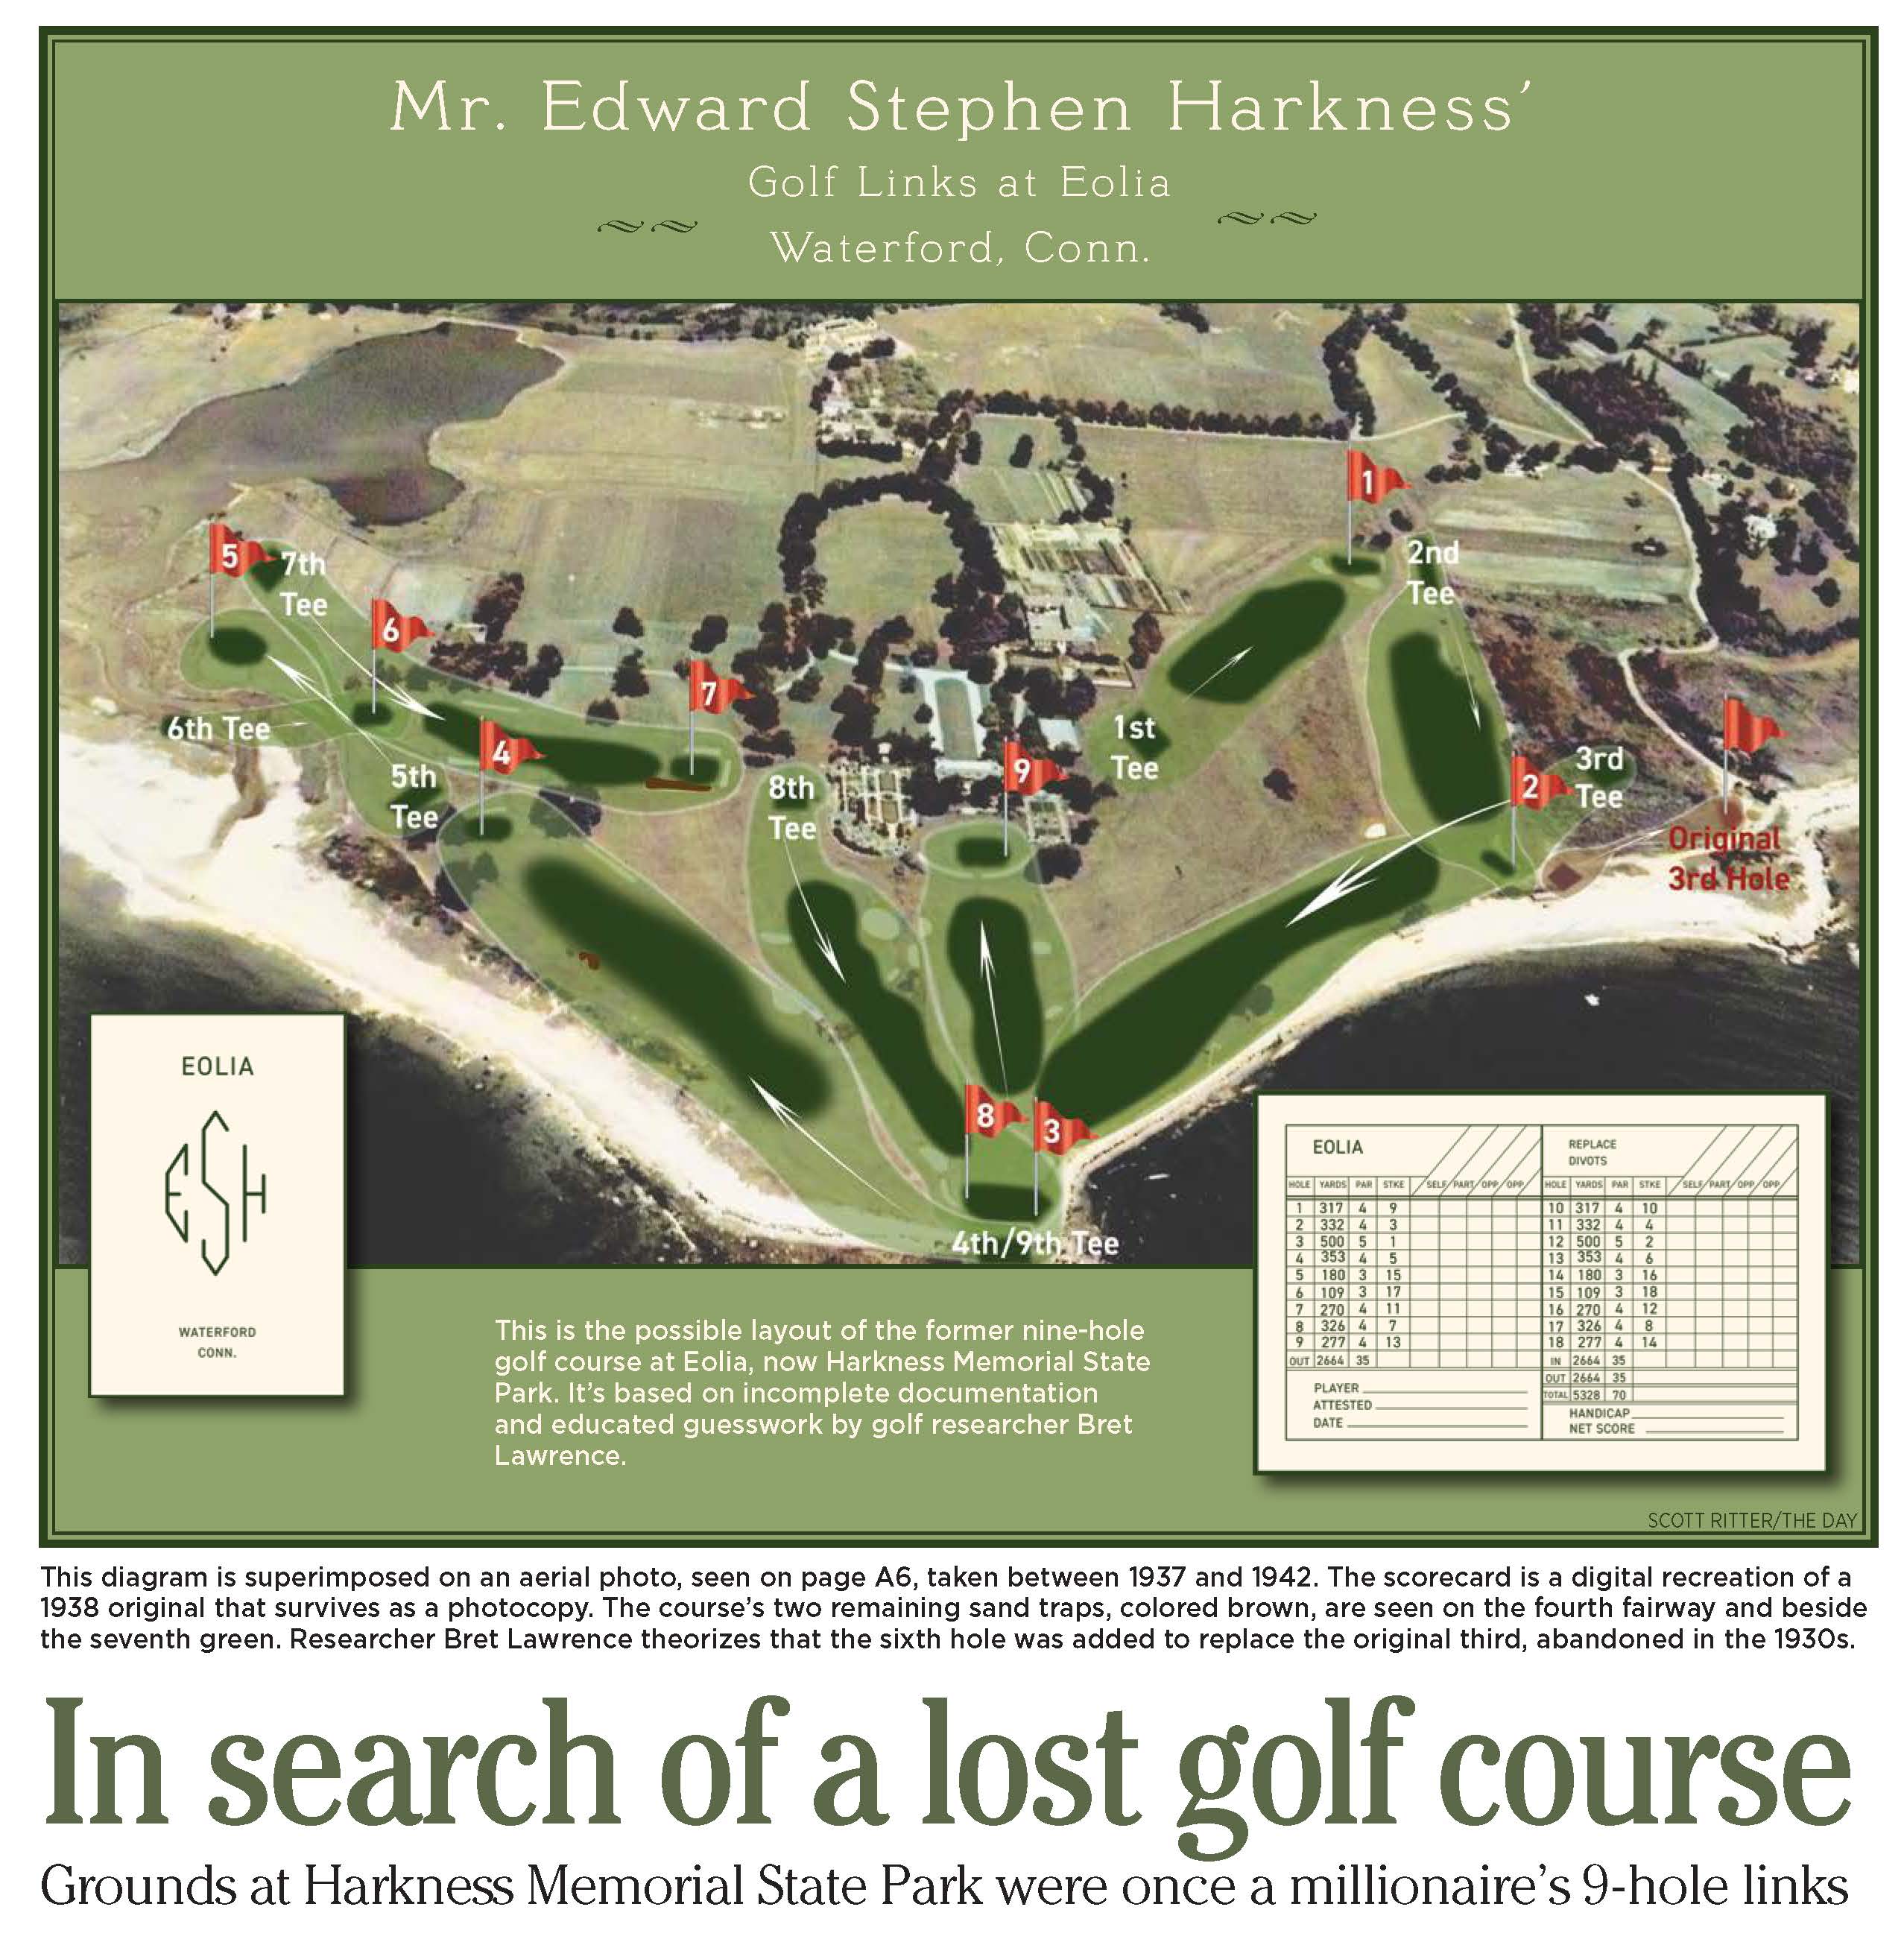 Mr. Edward Stephen Harkness’
Golf Links at Eolia
Waterford, Conn.
1
2nd
Tee
5
7th
Tee
6
7
6th Tee
4
5th
Tee
8th
Tee
9
1st
Tee
2
3rd
Tee
Original
3rd Hole
8
3
4th/9th Tee
EOLIA
ESH
WATERFORD
CONN.
This is the possible layout of the former nine-hole
golf course at Eolia, now Harkness Memorial State
Park. It’s based on incomplete documentation
and educated guesswork by golf researcher Bret
Lawrence.
EOLIA
HOLE YARDS PAR STKE SELF PART OPP OPP
1 317 4 9
2 332 4 3
3 500 5 1
4 353 4 5
5 180 3 15
6 109 3 17
7 270 4 11
8 326 4 7
9 277 4 13
OUT 2664 35
PLAYER
ATTESTED
DATE
REPLACE
DIVOTS
HOLE YARDS PAR STKE SELF PART OPP OPP
10 317 4 10
11 332 4 4
12 500 5 2
13 353 4 6
14 180 3 16
15 109 3 18
16 270 4 12
17 326 4 8
18 277 4 14
IN 2664 35
OUT 2664 35
TOTAL 5328 70
HANDICAP
NET SCORE
SCOTT RITTER/THE DAY
This diagram is superimposed on an aerial photo, seen on page A6, taken between 1937 and 1942. The scorecard is a digital recreation of a
1938 original that survives as a photocopy. The course’s two remaining sand traps, colored brown, are seen on the fourth fairway and beside
the seventh green. Researcher Bret Lawrence theorizes that the sixth hole was added to replace the original third, abandoned in the 1930s.
In search of a lost golf course
Grounds at Harkness Memorial State Park were once a millionaire’s 9-hole links